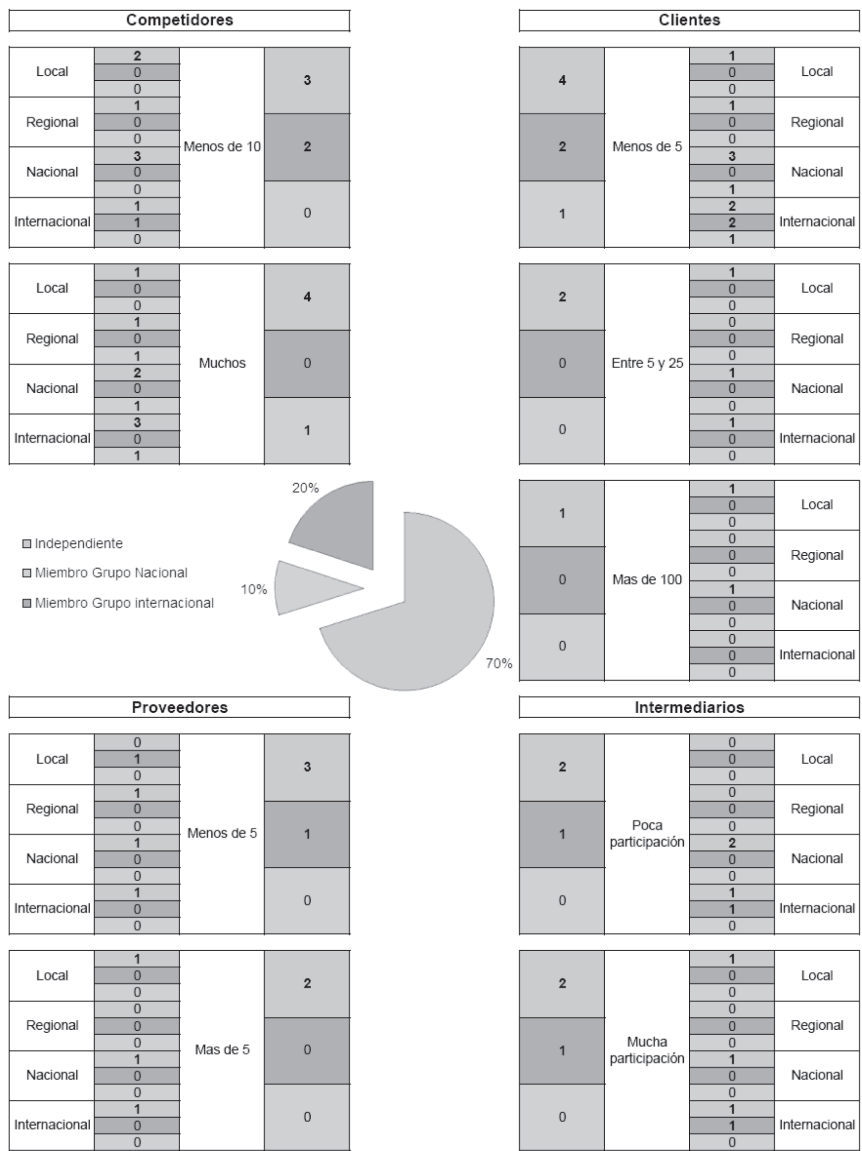 Competidores
Local
2
0
0
Regional
1
0
0
Nacional
3
0
0
Internacional
1
1
0
Menos de 10
3
2
0
Local
1
0
0
Regional
1
0
1
Nacional
2
0
1
Internacional
3
0
1
Muchos
4
0
1
Clientes
4
2
1
Menos de 5
1
0
0
Local
1
0
0
Regional
3
0
1
Nacional
2
2
1
Internacional
2
0
0
Entre 5 y 25
1
0
0
Local
0
0
0
Regional
1
0
0
Nacional
1
0
0
Internacional
1
0
0
Mas de 100
1
0
0
Local
0
0
0
Regional
1
0
0
Nacional
0
0
0
Internacional
Independiente
Miembro Grupo Nacional
Miembro Grupo internacional
20%
10%
70%
Proveedores
Local
0
1
0
Regional
1
0
0
Nacional
1
0
0
Internacional
1
0
0
Menos de 5
3
1
0
Local
1
0
0
Regional
0
0
0
Nacional
1
0
0
Internacional
1
0
0
Mas de 5
2
0
0
Intermediarios
2
1
0
Poca
participación
0
0
0
Local
0
0
0
Regional
2
0
0
Nacional
1
1
0
Internacional
2
1
0
Mucha
participación
1
0
0
Local
0
0
0
Regional
1
0
0
Nacional
1
1
0
Internacional